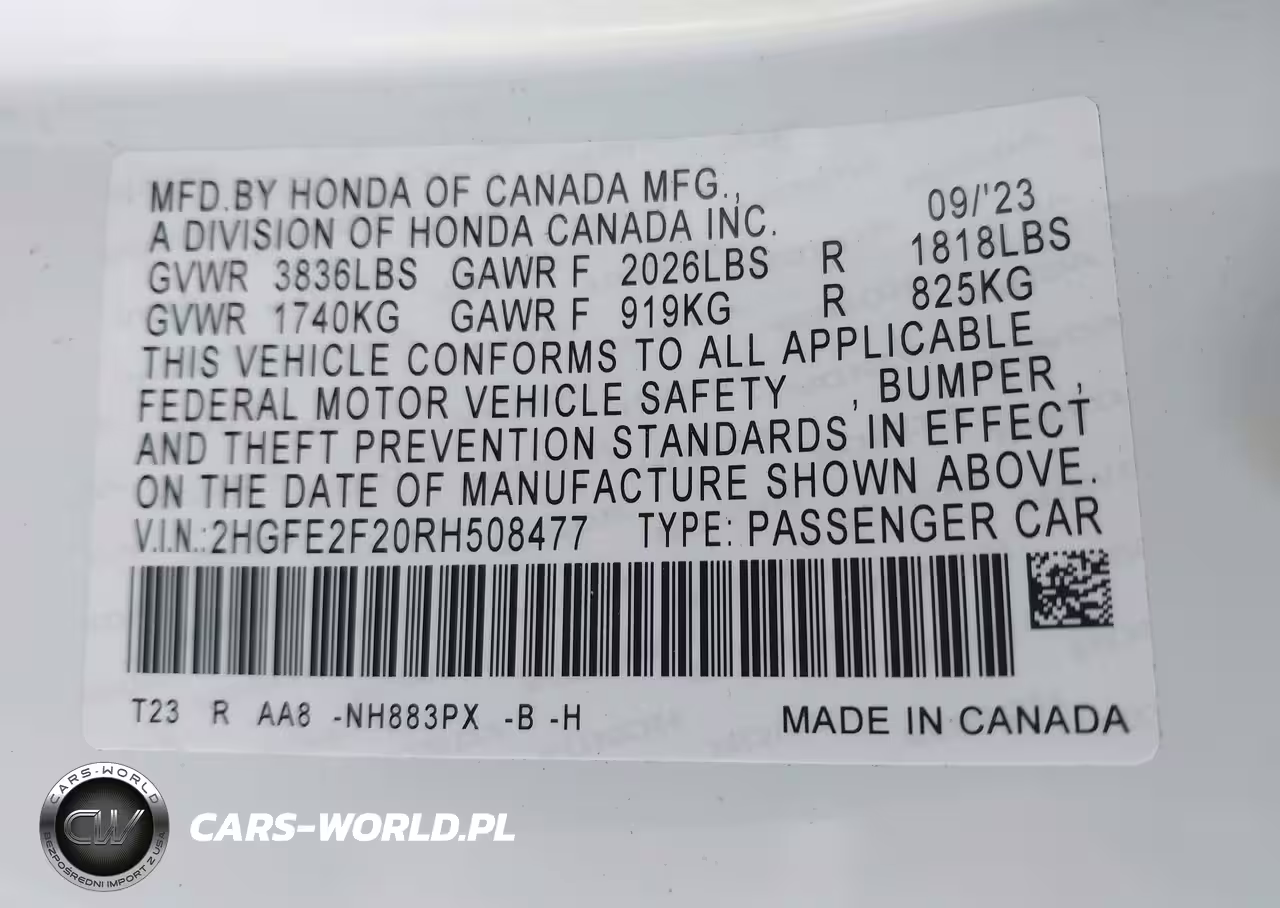 MFD.BY HONDA OF CANADA MFG., 09/'23
A DIVISION OF HONDA CANADA INC.
GVWR 3836LBS GAWR F 2026LBS R 1818LBS
GVWR 1740KG GAWR F 919KG R 825KG
THIS VEHICLE CONFORMS TO ALL APPLICABLE
FEDERAL MOTOR VEHICLE SAFETY , BUMPER ,
AND THEFT PREVENTION STANDARDS IN EFFECT
ON THE DATE OF MANUFACTURE SHOWN ABOVE.
V.I.N.:2HGFE2F20RH508477 TYPE: PASSENGER CAR
T23 R AA8 -NH883PX -B -H MADE IN CANADA
CARS-WORLD
CW
BEZPOŚREDNI IMPORT Z USA
CARS-WORLD.PL